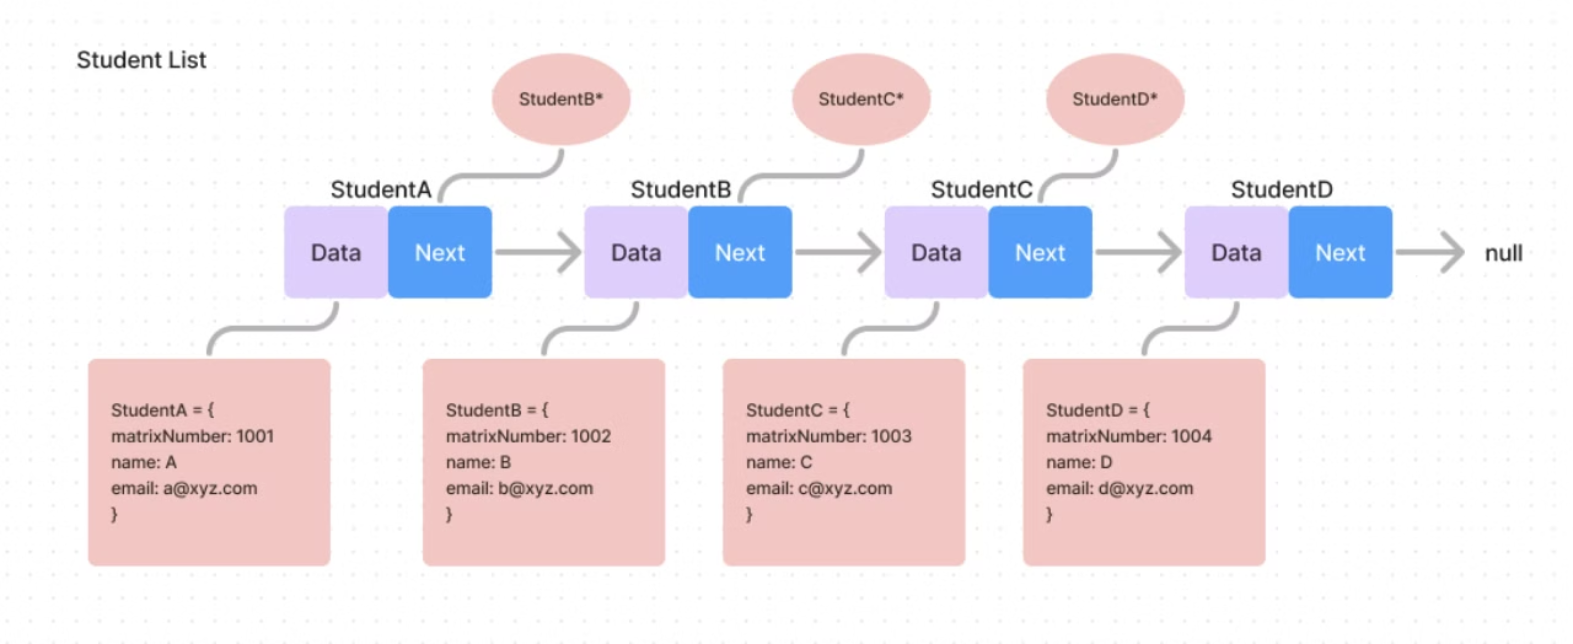 Student List
StudentB*
StudentC*
StudentD*
StudentA
StudentB
StudentC
StudentD
Data
Next
Data
Next
Data
Next
Data
Next
null
StudentA = {
matrixNumber: 1001
name: A
email: a@xyz.com
}
StudentB = {
matrixNumber: 1002
name: B
email: b@xyz.com
}
StudentC = {
matrixNumber: 1003
name: C
email: c@xyz.com
}
StudentD = {
matrixNumber: 1004
name: D
email: d@xyz.com
}